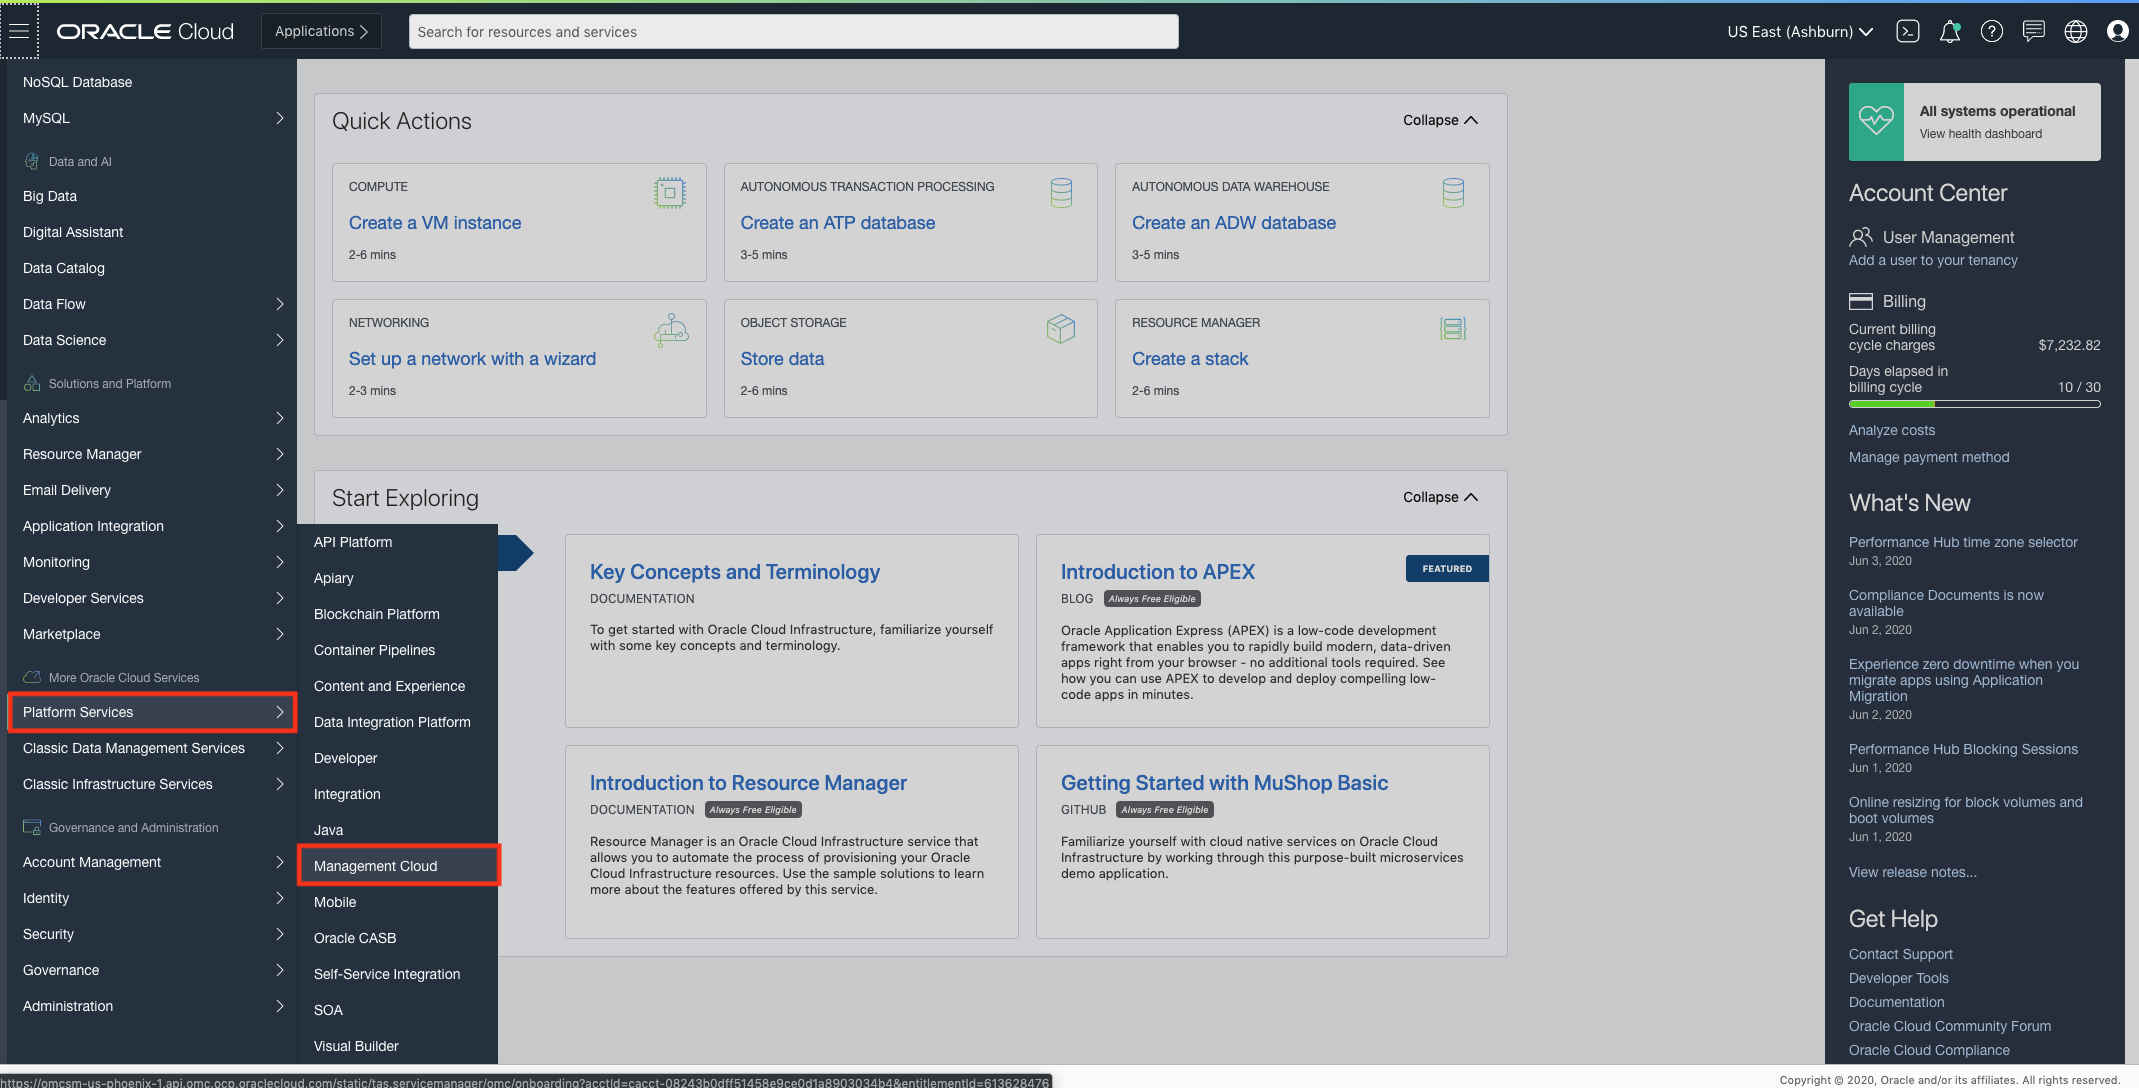 ORACLE Cloud
Applications
Search for resources and services
US East (Ashburn)
NoSQL Database
MySQL
Data and AI
Big Data
Digital Assistant
Data Catalog
Data Flow
Data Science
Solutions and Platform
Analytics
Resource Manager
Email Delivery
Application Integration
Monitoring
Developer Services
Marketplace
More Oracle Cloud Services
Platform Services
Classic Data Management Services
Classic Infrastructure Services
Governance and Administration
Account Management
Identity
Security
Governance
Administration
API Platform
Apiary
Blockchain Platform
Container Pipelines
Content and Experience
Data Integration Platform
Developer
Integration
Java
Management Cloud
Mobile
Oracle CASB
Self-Service Integration
SOA
Visual Builder
Quick Actions
Collapse
COMPUTE
Create a VM instance
2-6 mins
AUTONOMOUS TRANSACTION PROCESSING
Create an ATP database
3-5 mins
AUTONOMOUS DATA WAREHOUSE
Create an ADW database
3-5 mins
NETWORKING
Set up a network with a wizard
2-3 mins
OBJECT STORAGE
Store data
2-6 mins
RESOURCE MANAGER
Create a stack
2-6 mins
Start Exploring
Collapse
Key Concepts and Terminology
DOCUMENTATION
To get started with Oracle Cloud Infrastructure, familiarize yourself
with some key concepts and terminology.
FEATURED
Introduction to APEX
BLOG Always Free Eligible
Oracle Application Express (APEX) is a low-code development
framework that enables you to rapidly build modern, data-driven
apps right from your browser - no additional tools required. See
how you can use APEX to develop and deploy compelling low-
code apps in minutes.
Introduction to Resource Manager
DOCUMENTATION Always Free Eligible
Resource Manager is an Oracle Cloud Infrastructure service that
allows you to automate the process of provisioning your Oracle
Cloud Infrastructure resources. Use the sample solutions to learn
more about the features offered by this service.
Getting Started with MuShop Basic
GITHUB Always Free Eligible
Familiarize yourself with cloud native services on Oracle Cloud
Infrastructure by working through this purpose-built microservices
demo application.
All systems operational
View health dashboard
Account Center
User Management
Add a user to your tenancy
Billing
Current billing
cycle charges $7,232.82
Days elapsed in
billing cycle 10 / 30
Analyze costs
Manage payment method
What's New
Performance Hub time zone selector
Jun 3, 2020
Compliance Documents is now
available
Jun 2, 2020
Experience zero downtime when you
migrate apps using Application
Migration
Jun 2, 2020
Performance Hub Blocking Sessions
Jun 1, 2020
Online resizing for block volumes and
boot volumes
Jun 1, 2020
View release notes...
Get Help
Contact Support
Developer Tools
Documentation
Oracle Cloud Community Forum
Oracle Cloud Compliance
https://omcsm-us-phoenix-1.api.omc.ocp.oraclecloud.com/static/tas.servicemanager/omc/onboarding?acctId=cacct-08243b0dff51458e9ce0d1a8903034b4&entitlementId=613628476
Copyright © 2020, Oracle and/or its affiliates. All rights reserved.